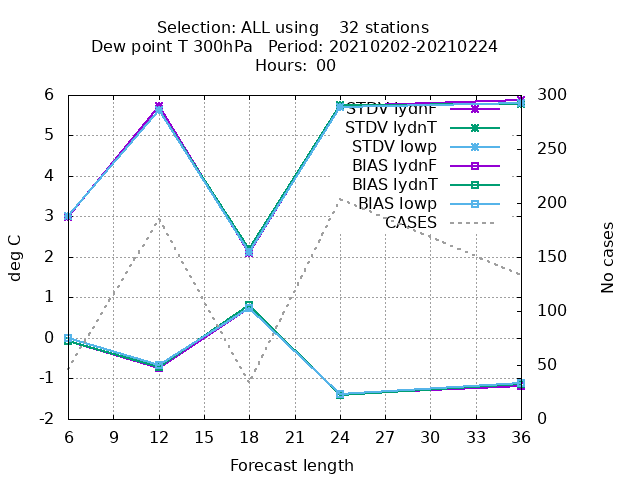 Selection: ALL using    32 stations
Dew point T 300hPa   Period: 20210202-20210224
Hours: 00
6
5
4
3
2
1
0
-1
-2
deg C
300
250
200
150
100
50
0
No cases
STDV lydnF
STDV lydnT
STDV lowp
BIAS lydnF
BIAS lydnT
BIAS lowp
CASES
6 9 12 15 18 21 24 27 30 33 36
Forecast length